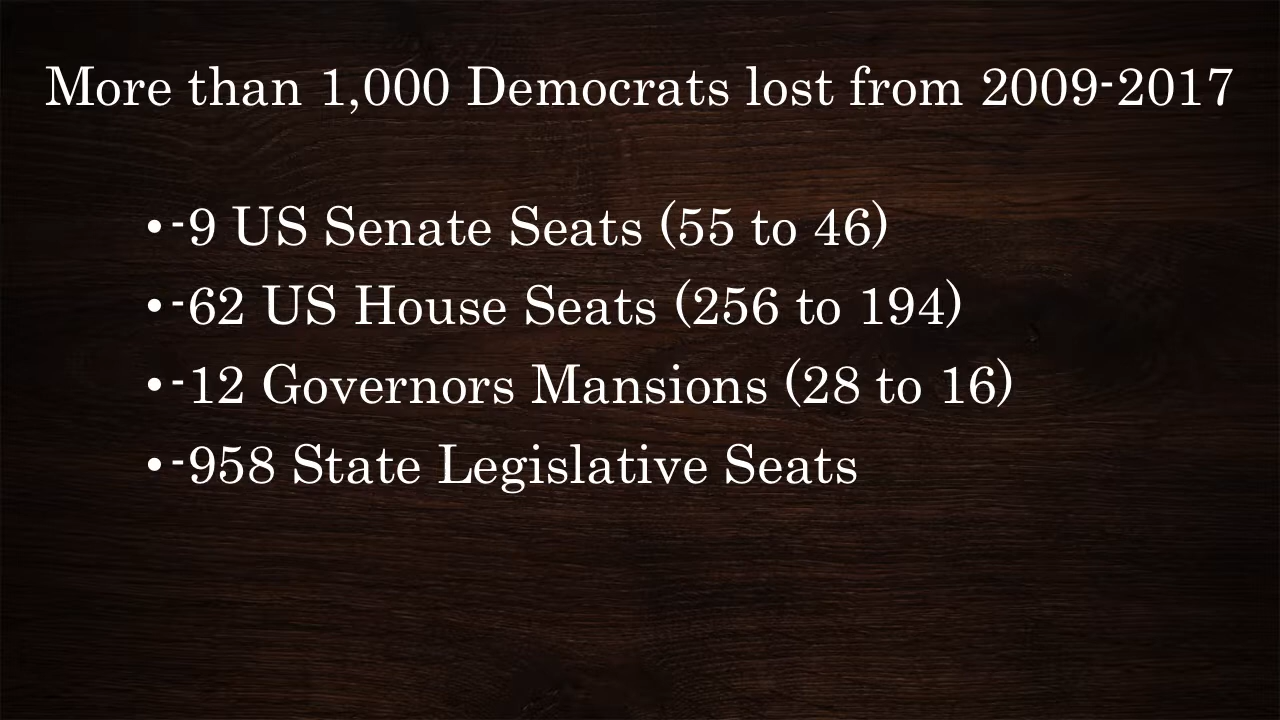 More than 1,000 Democrats lost from 2009-2017
•-9 US Senate Seats (55 to 46)
•-62 US House Seats (256 to 194)
•-12 Governors Mansions (28 to 16)
•-958 State Legislative Seats